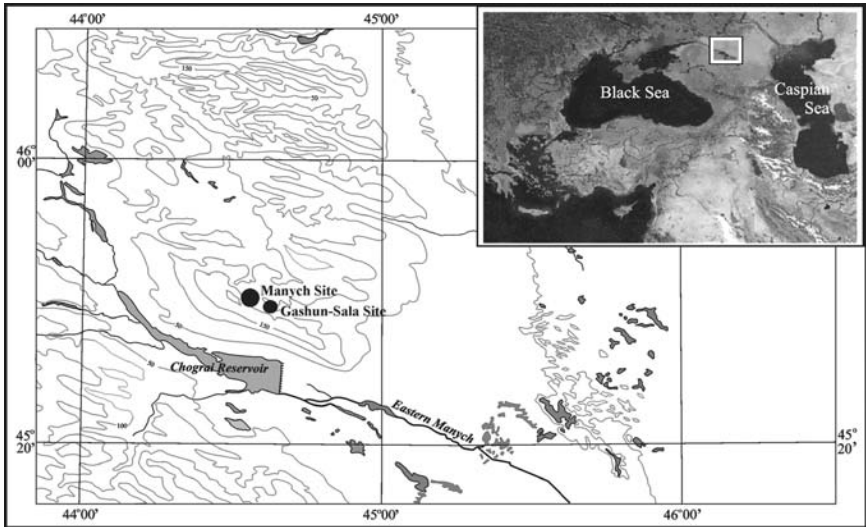 44°00'
45°00'
150
50
Black Sea
Caspian
Sea
46°
00'
Manych Site
Gashun-Sala Site
50
150
Chograi Reservoir
50
Eastern Manych
100
45°
20'
45°
20'
44°00'
45°00'
46°00'